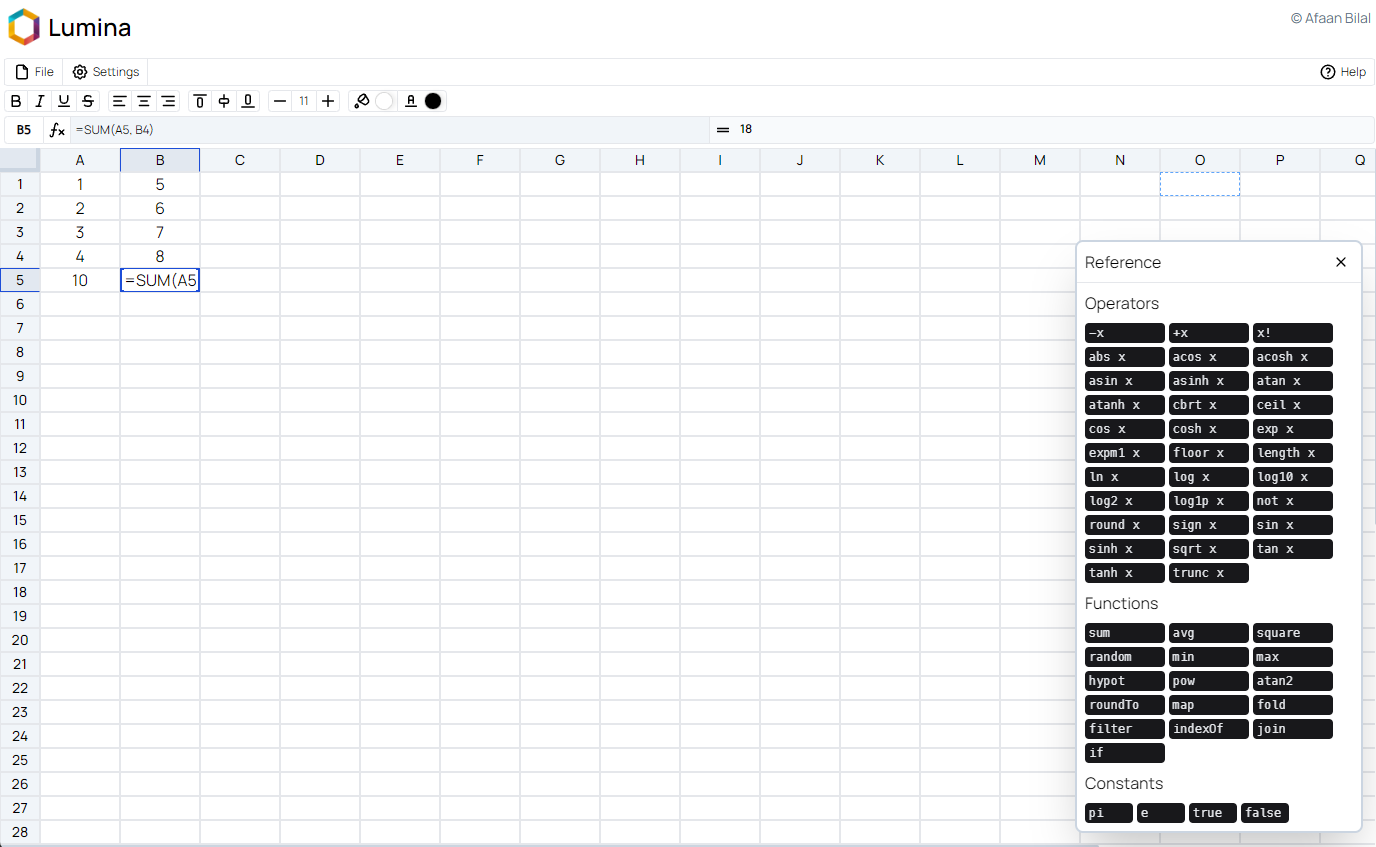 Lumina
© Afaan Bilal
File Settings Help
B I U S 11 A
B5 fx =SUM(A5, B4) = 18
A B C D E F G H I J K L M N O P Q
1 1 5
2 2 6
3 3 7
4 4 8
5 10 =SUM(A5
6
7
8
9
10
11
12
13
14
15
16
17
18
19
20
21
22
23
24
25
26
27
28
Reference
Operators
−x +x x!
abs x acos x acosh x
asin x asinh x atan x
atanh x cbrt x ceil x
cos x cosh x exp x
expm1 x floor x length x
ln x log x log10 x
log2 x log1p x not x
round x sign x sin x
sinh x sqrt x tan x
tanh x trunc x
Functions
sum avg square
random min max
hypot pow atan2
roundTo map fold
filter indexOf join
if
Constants
pi e true false